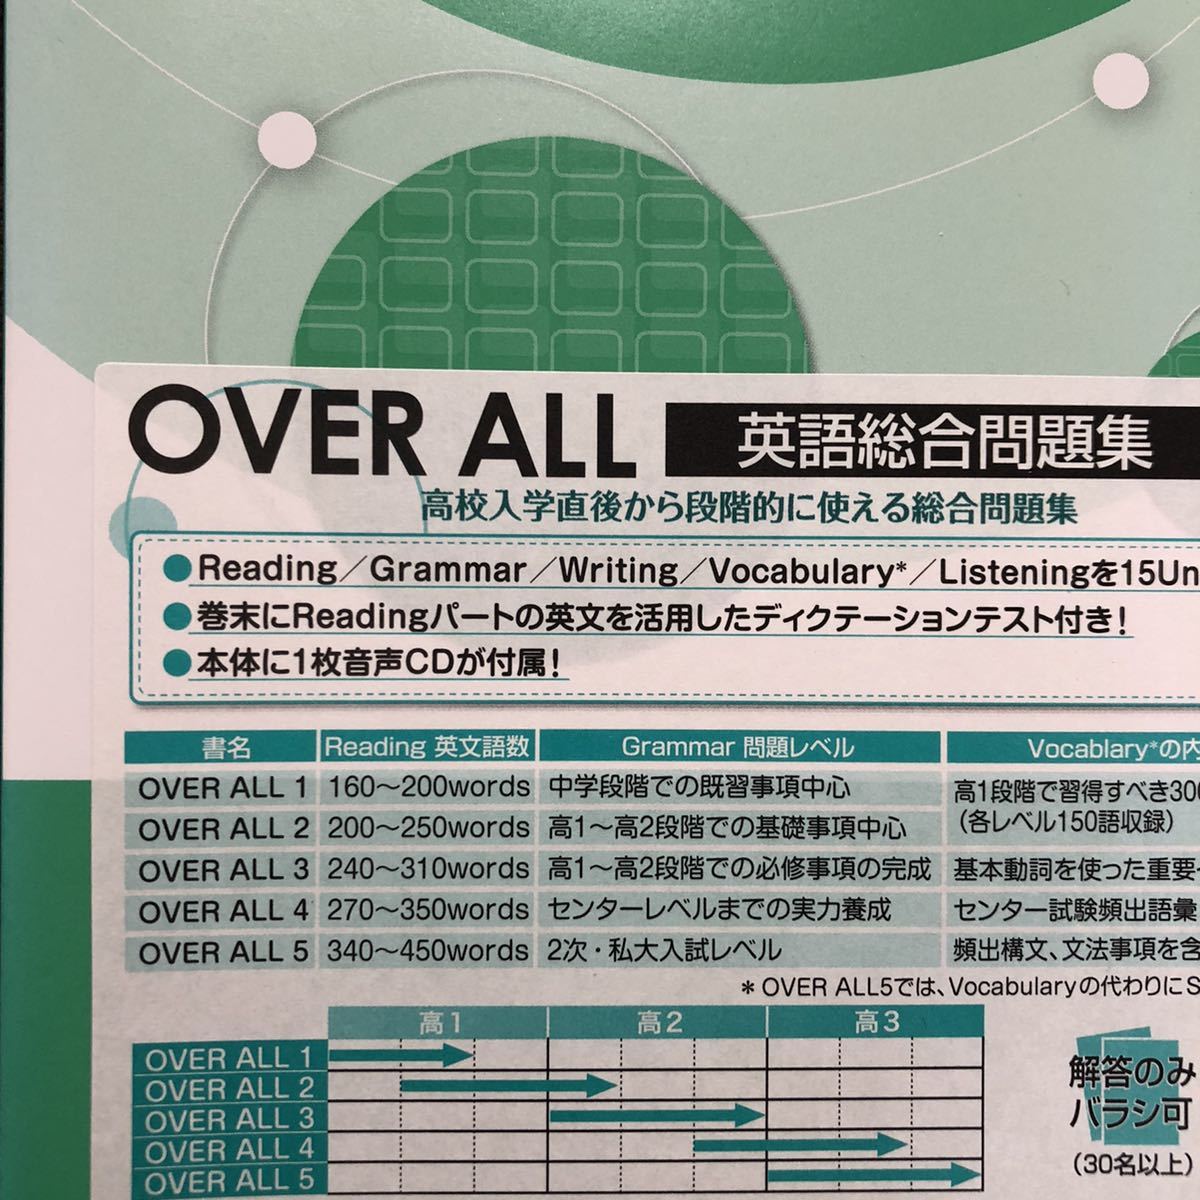 OVER ALL 英語総合問題集
高校入学直後から段階的に使える総合問題集
●Reading／Grammar／Writing／Vocabulary*／Listeningを15Un
●巻末にReadingパートの英文を活用したディクテーションテスト付き！
●本体に1枚音声CDが付属！
書名 Reading 英文語数 Grammar 問題レベル Vocablary*の内
OVER ALL 1 160～200words 中学段階での既習事項中心 高1段階で習得すべき300
（各レベル150語収録）
OVER ALL 2 200～250words 高1～高2段階での基礎事項中心
OVER ALL 3 240～310words 高1～高2段階での必修事項の完成 基本動詞を使った重要
OVER ALL 4 270～350words センターレベルまでの実力養成 センター試験頻出語彙
OVER ALL 5 340～450words 2次・私大入試レベル 頻出構文、文法事項を含
＊OVER ALL5では、Vocabularyの代わりにS
高1 高2 高3
OVER ALL 1
OVER ALL 2
OVER ALL 3
OVER ALL 4
OVER ALL 5
解答のみ
バラシ可
（30名以上）